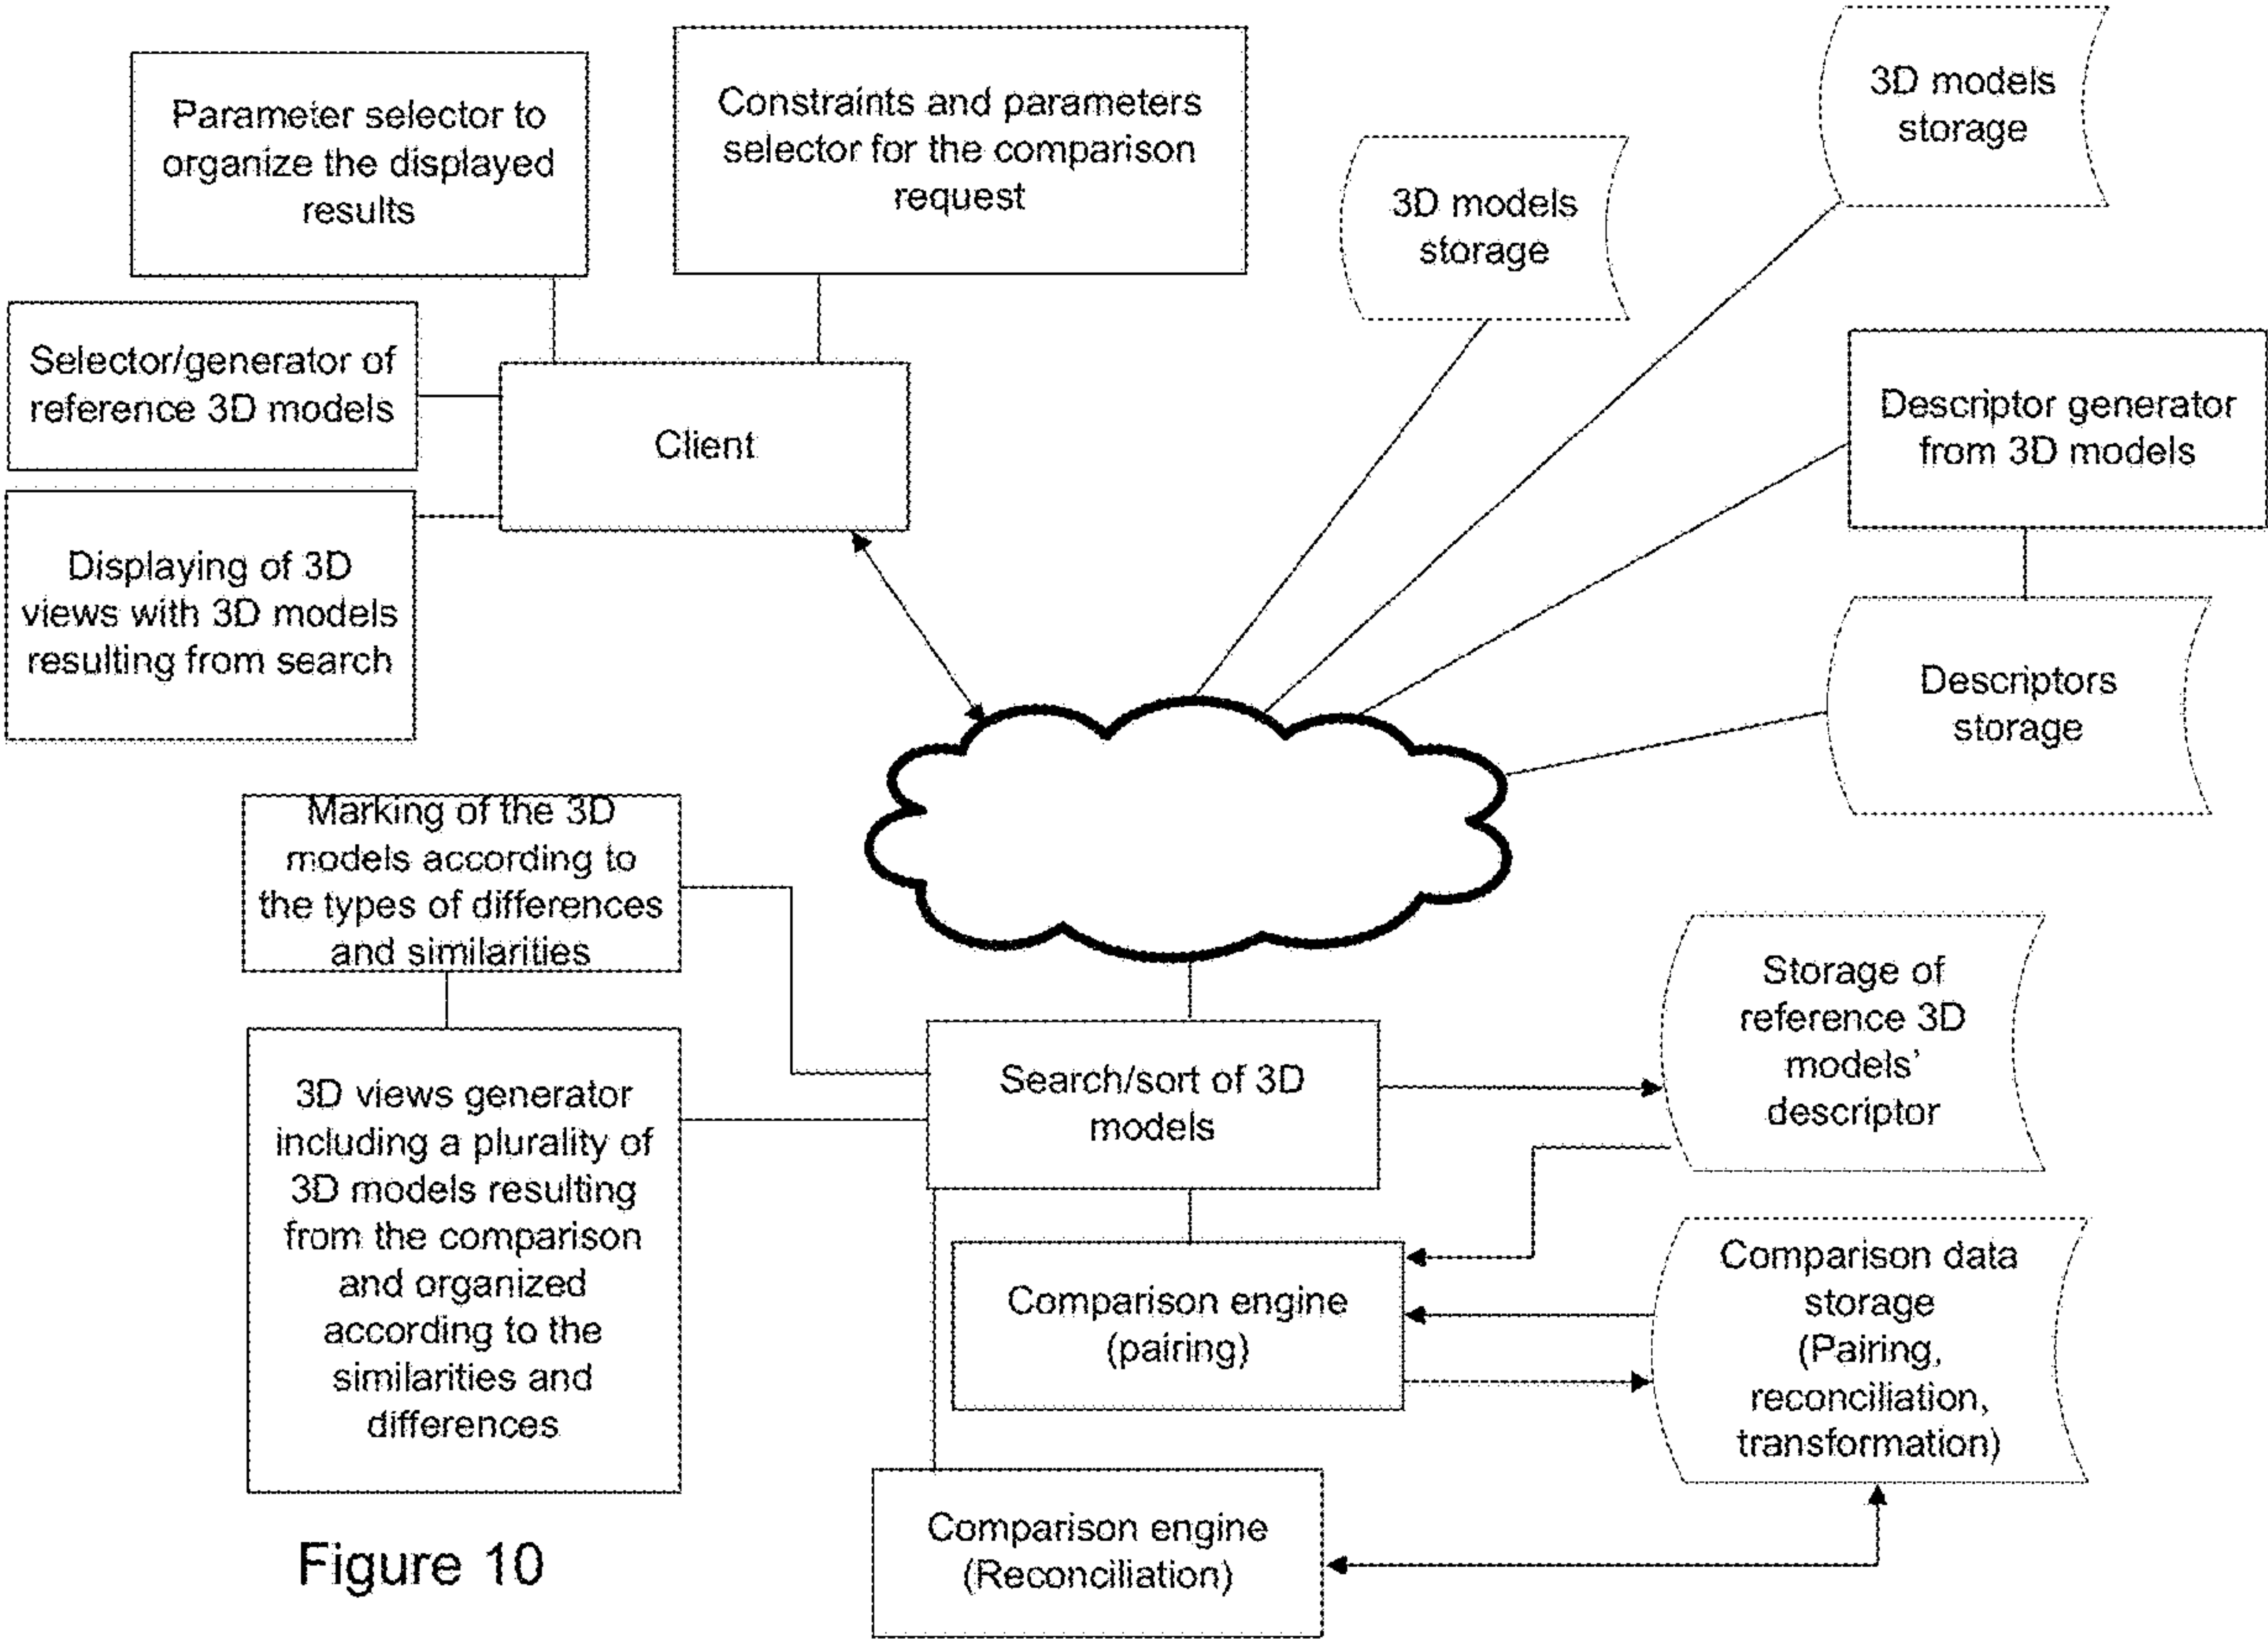 Parameter selector to
organize the displayed
results
Constraints and parameters
selector for the comparison
request
3D models
storage
3D models
storage
Selector/generator of
reference 3D models
Client
Descriptor generator
from 3D models
Displaying of 3D
views with 3D models
resulting from search
Descriptors
storage
Marking of the 3D
models according to
the types of differences
and similarities
Storage of
reference 3D
models’
descriptor
Search/sort of 3D
models
3D views generator
including a plurality of
3D models resulting
from the comparison
and organized
according to the
similarities and
differences
Comparison engine
(pairing)
Comparison data
storage
(Pairing,
reconciliation,
transformation)
Comparison engine
(Reconciliation)
Figure 10